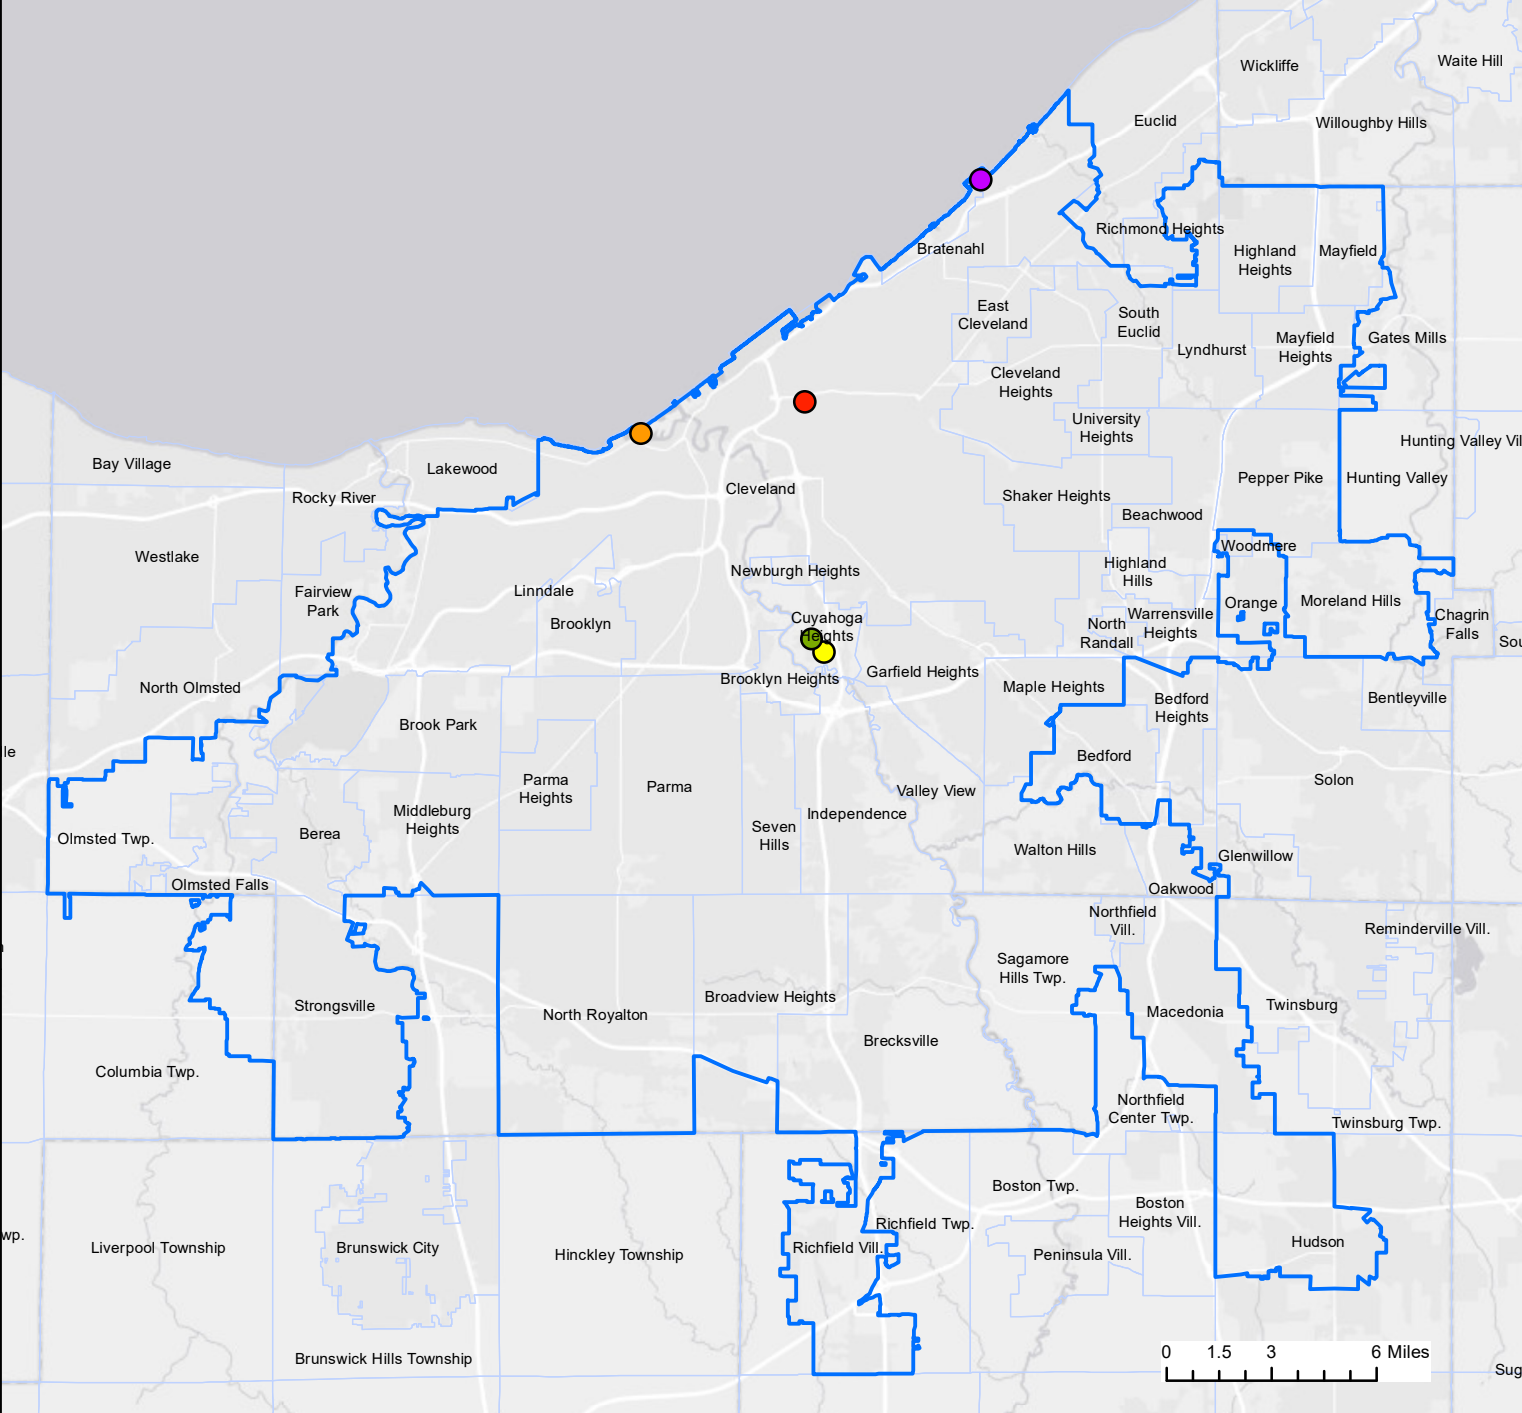 Wickliffe
Waite Hill
Euclid
Willoughby Hills
Richmond Heights
Bratenahl
Highland
Heights
Mayfield
East
Cleveland
South
Euclid
Lyndhurst
Mayfield
Heights
Gates Mills
Cleveland
Heights
University
Heights
Hunting Valley Vil
Bay Village
Lakewood
Rocky River
Cleveland
Shaker Heights
Pepper Pike
Hunting Valley
Beachwood
Woodmere
Westlake
Newburgh Heights
Highland
Hills
Fairview
Park
Linndale
Brooklyn
Cuyahoga
Heights
Orange
Moreland Hills
Warrensville
Heights
North
Randall
Chagrin
Falls
Sou
Brooklyn Heights
Garfield Heights
North Olmsted
Maple Heights
Bedford
Heights
Bentleyville
Brook Park
le
Bedford
Parma
Heights
Parma
Valley View
Solon
Middleburg
Heights
Independence
Seven
Hills
Olmsted Twp.
Berea
Walton Hills
Glenwillow
Olmsted Falls
Oakwood
Northfield
Vill.
Reminderville Vill.
Sagamore
Hills Twp.
Strongsville
Broadview Heights
North Royalton
Macedonia
Twinsburg
Brecksville
Columbia Twp.
Northfield
Center Twp.
Twinsburg Twp.
Boston Twp.
Boston
Heights Vill.
wp.
Liverpool Township
Brunswick City
Hinckley Township
Richfield Vill.
Richfield Twp.
Peninsula Vill.
Hudson
Brunswick Hills Township
0 1.5 3 6 Miles
Sug